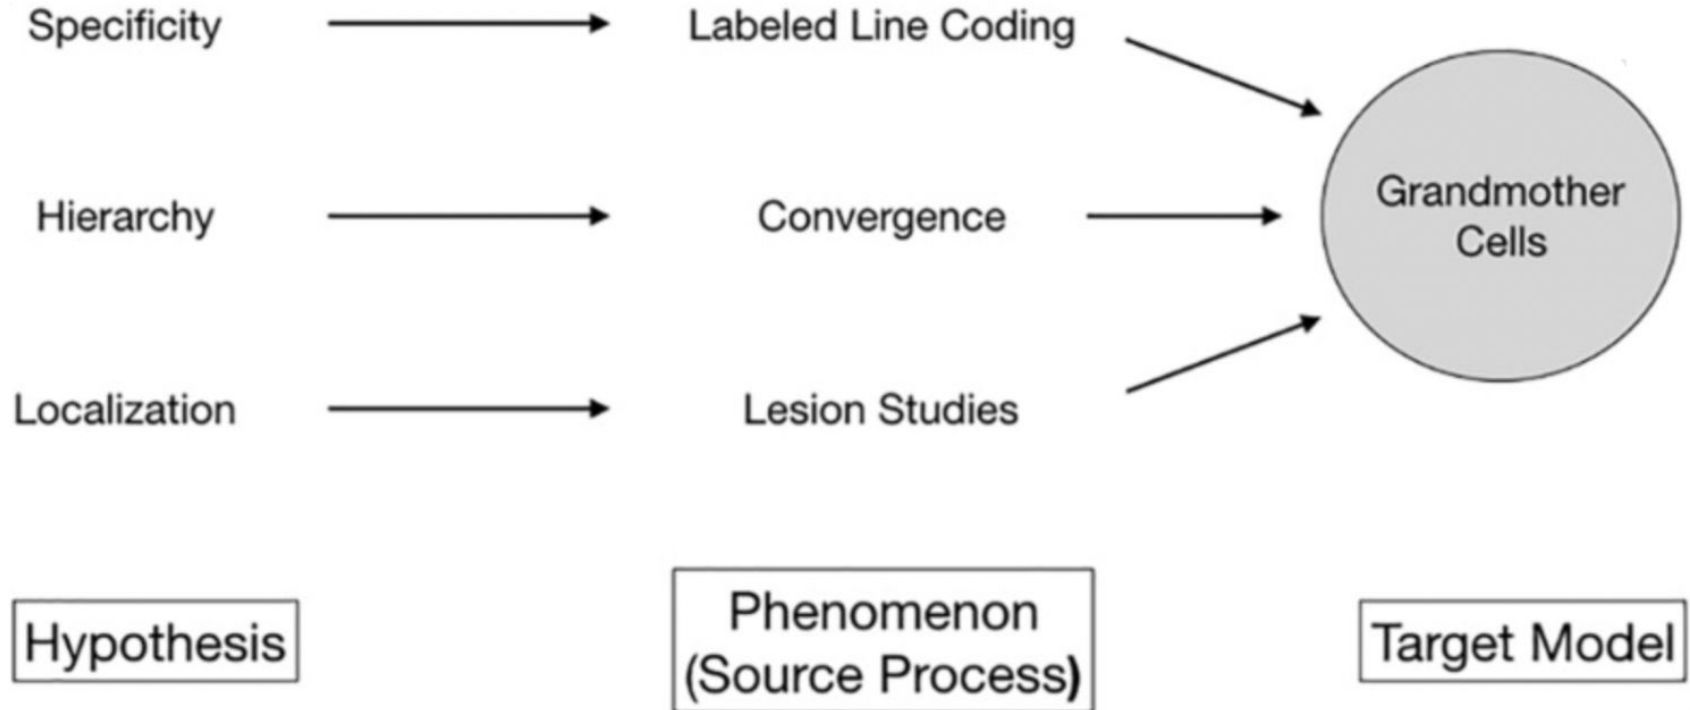 Specificity
Labeled Line Coding
Hierarchy
Convergence
Grandmother
Cells
Localization
Lesion Studies
Hypothesis
Phenomenon
(Source Process)
Target Model